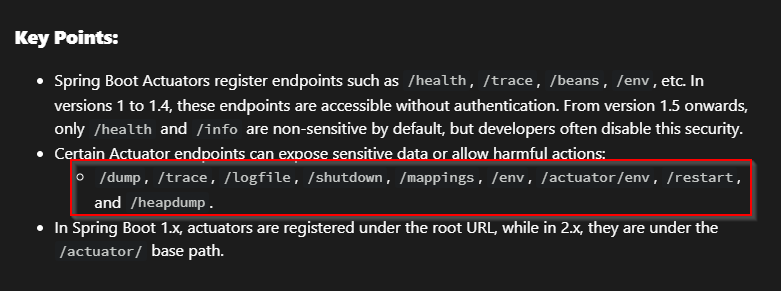 Key Points:
• Spring Boot Actuators register endpoints such as /health, /trace, /beans, /env, etc. In
versions 1 to 1.4, these endpoints are accessible without authentication. From version 1.5 onwards,
only /health and /info are non-sensitive by default, but developers often disable this security.
• Certain Actuator endpoints can expose sensitive data or allow harmful actions:
○ /dump, /trace, /logfile, /shutdown, /mappings, /env, /actuator/env, /restart,
and /heapdump.
• In Spring Boot 1.x, actuators are registered under the root URL, while in 2.x, they are under the
/actuator/ base path.